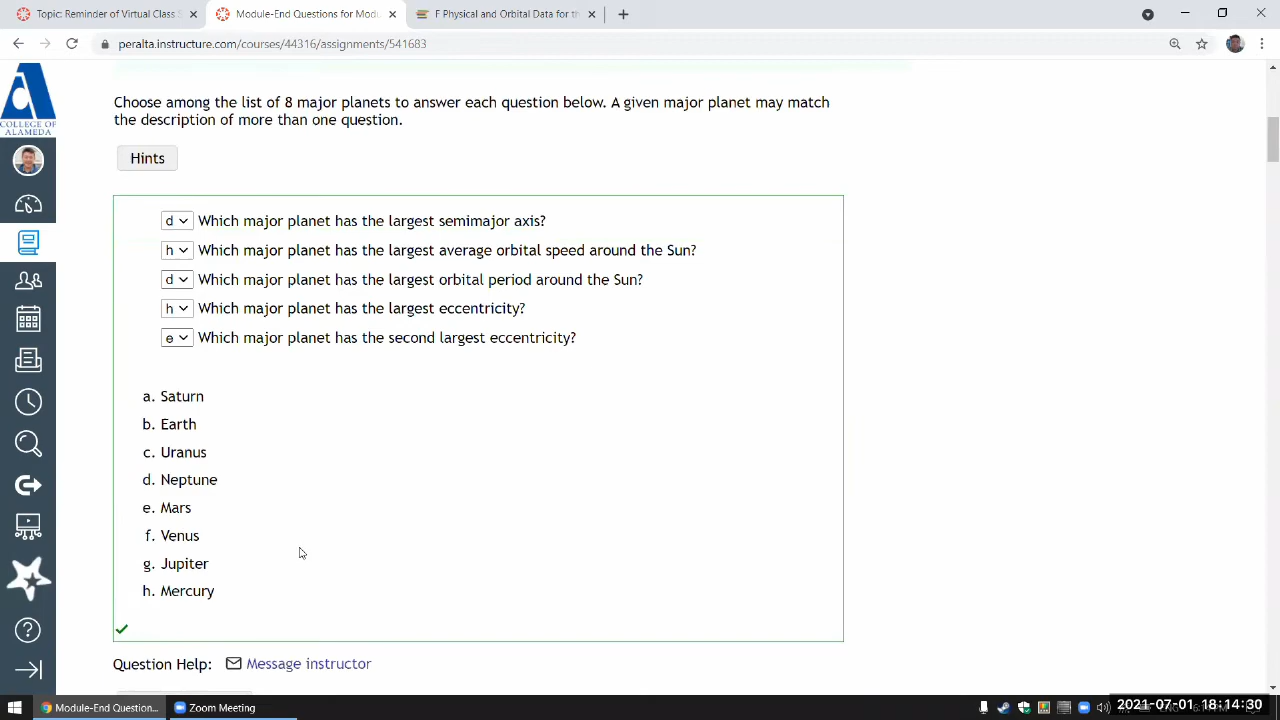 Topic: Reminder of Virtual Class S
Module-End Questions for Modu
F Physical and Orbital Data for th
peralta.instructure.com/courses/44316/assignments/541683
COLLEGE OF
ALAMEDA
Choose among the list of 8 major planets to answer each question below. A given major planet may match
the description of more than one question.
Hints
d Which major planet has the largest semimajor axis?
h Which major planet has the largest average orbital speed around the Sun?
d Which major planet has the largest orbital period around the Sun?
h Which major planet has the largest eccentricity?
e Which major planet has the second largest eccentricity?
a. Saturn
b. Earth
c. Uranus
d. Neptune
e. Mars
f. Venus
g. Jupiter
h. Mercury
Question Help: Message instructor
Module-End Question...
Zoom Meeting
2021-07-01 18:14:30